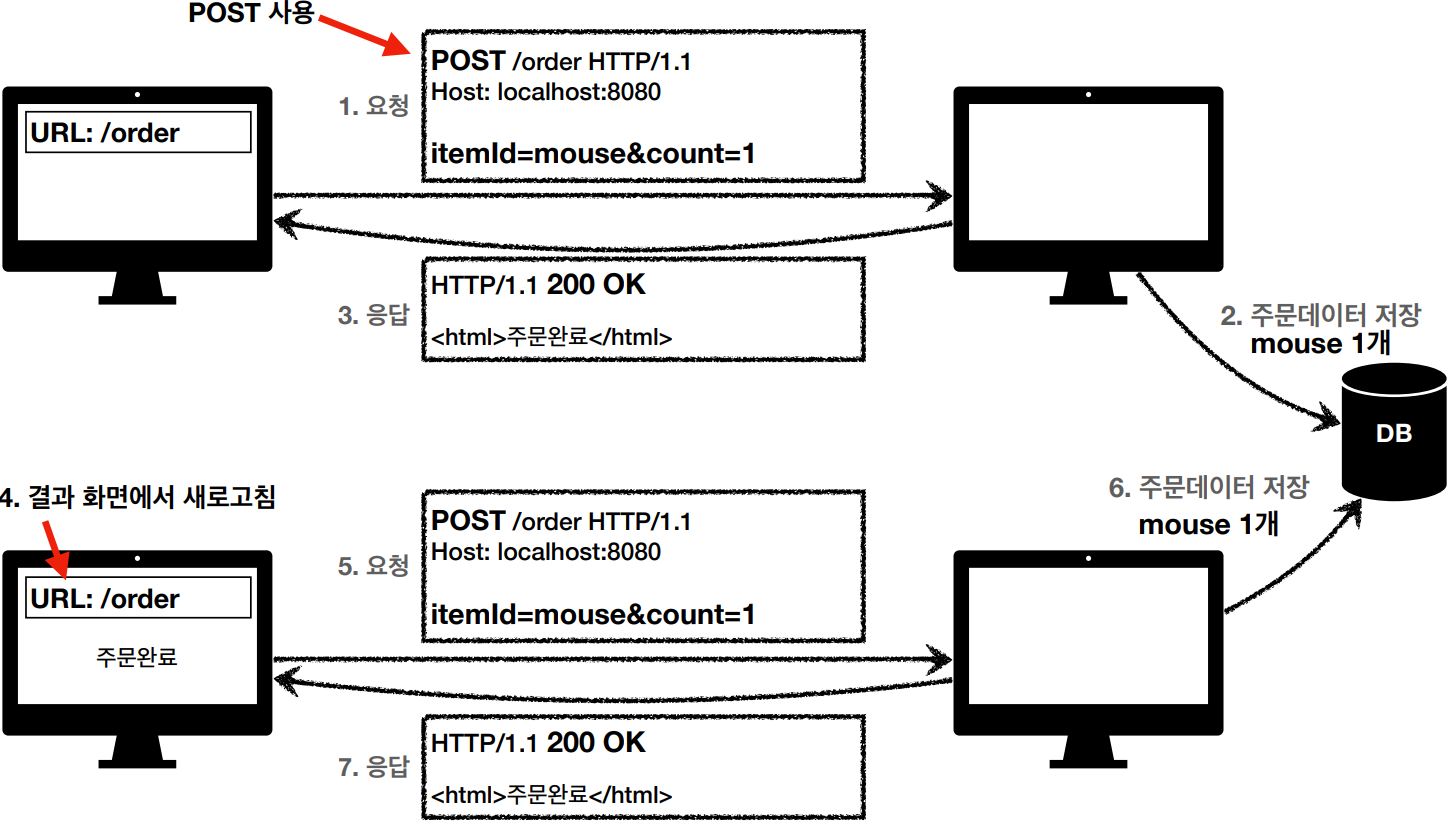 POST 사용
POST /order HTTP/1.1
Host: localhost:8080
1. 요청
itemId=mouse&count=1
URL: /order
HTTP/1.1 200 OK
3. 응답
<html>주문완료</html>
2. 주문데이터 저장
mouse 1개
DB
4. 결과 화면에서 새로고침
POST /order HTTP/1.1
Host: localhost:8080
5. 요청
itemId=mouse&count=1
URL: /order
주문완료
6. 주문데이터 저장
mouse 1개
HTTP/1.1 200 OK
7. 응답
<html>주문완료</html>